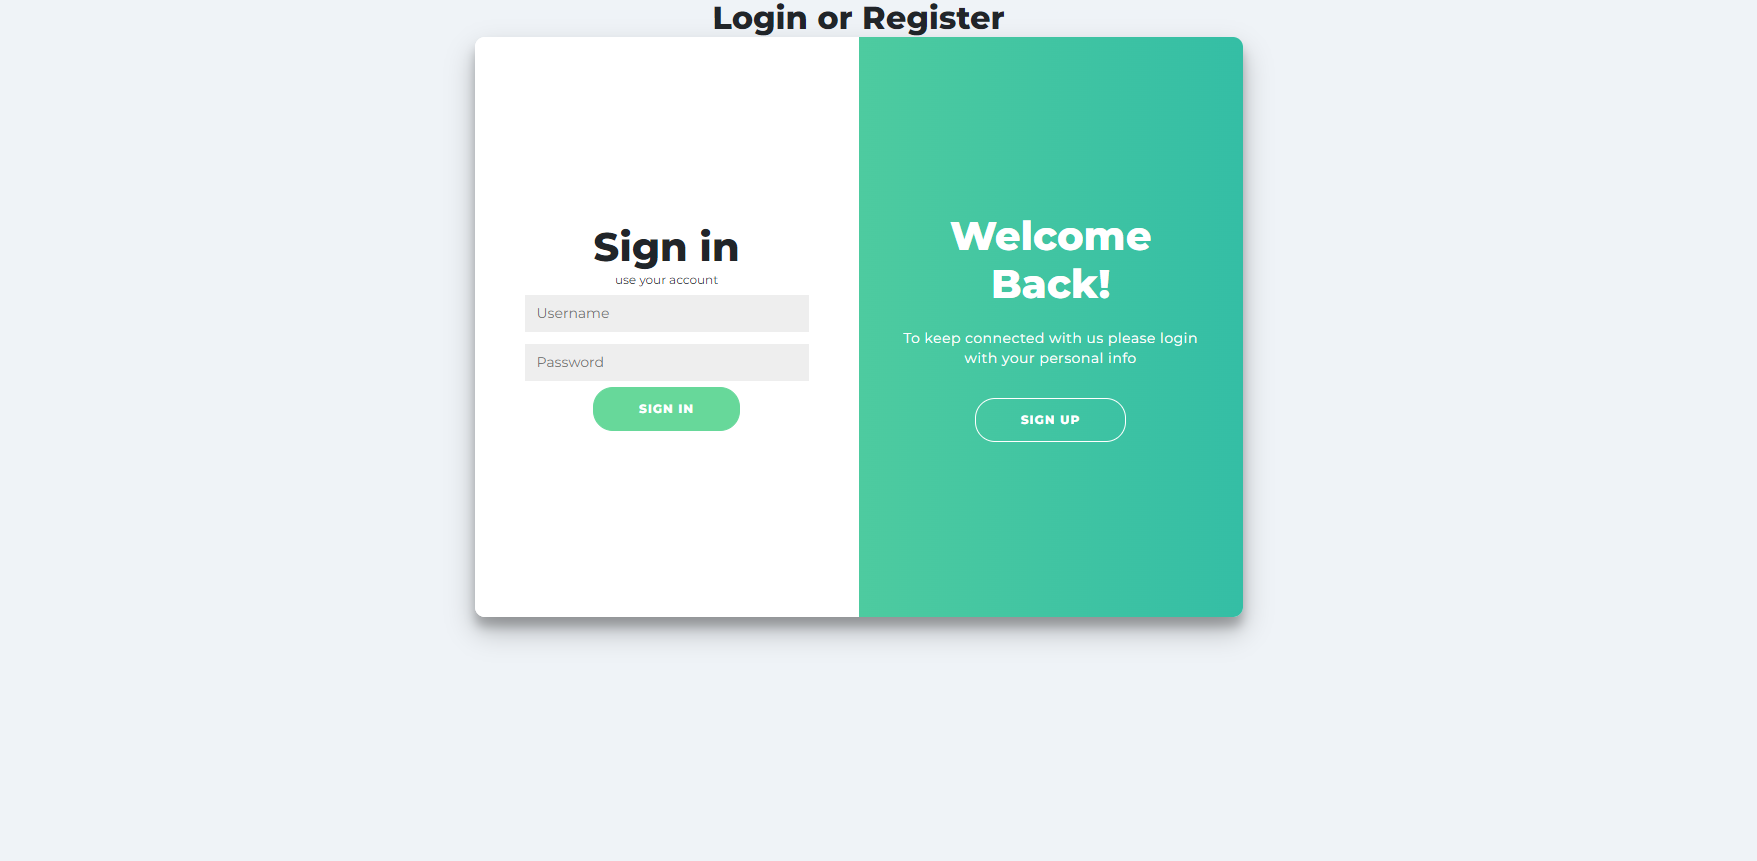 Login or Register
Sign in
use your account
Username
Password
SIGN IN
Welcome
Back!
To keep connected with us please login
with your personal info
SIGN UP